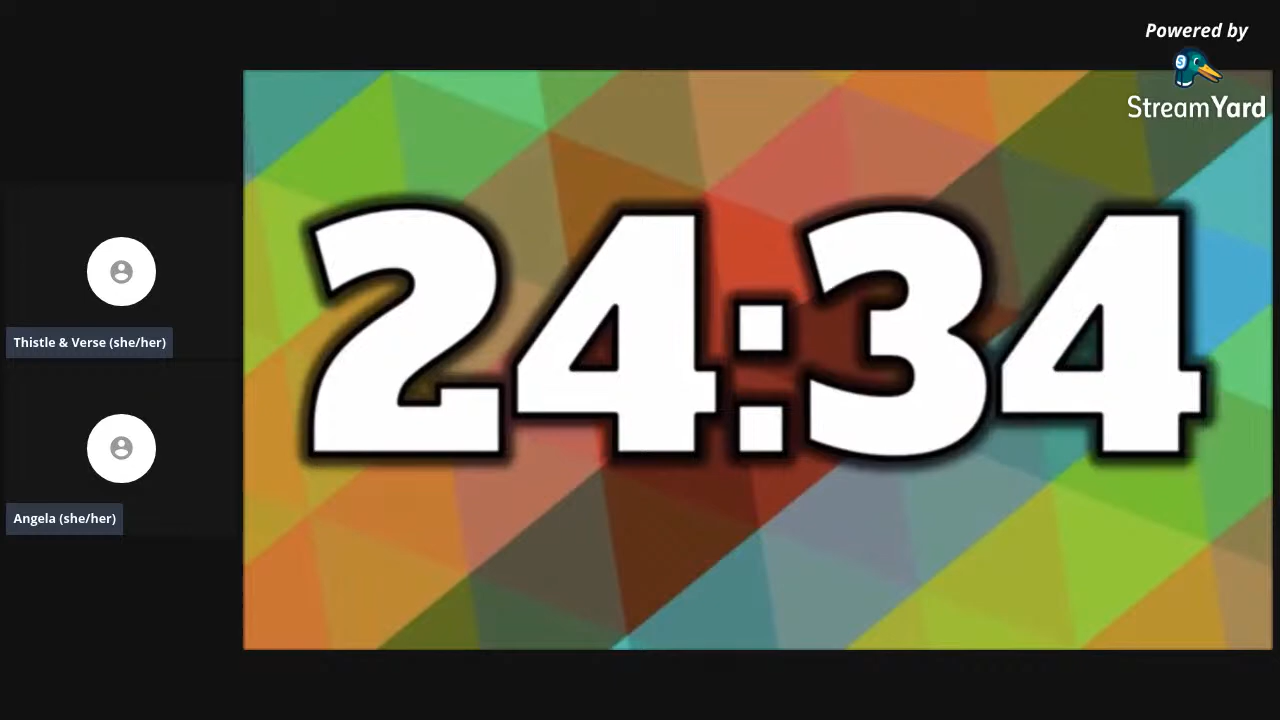 Powered by
StreamYard
24:34
Thistle & Verse (she/her)
Angela (she/her)